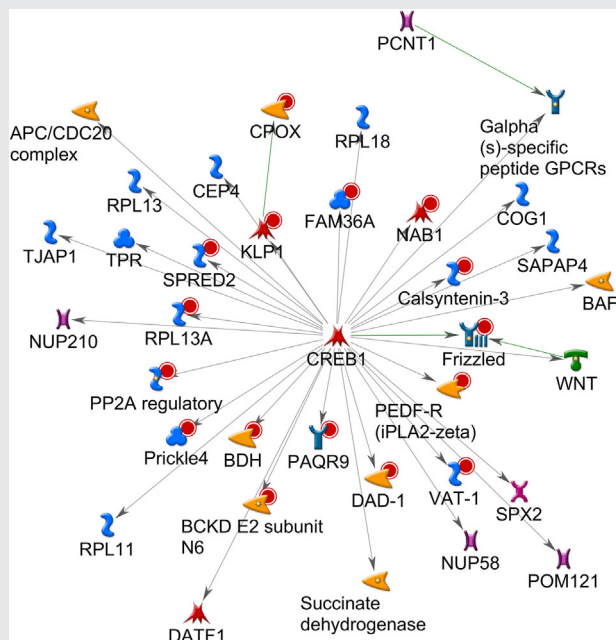 PCNT1
APC/CDC20
complex
CPOX
RPL18
Galpha
(s)-specific
peptide GPCRs
CEP4
RPL13
FAM36A
NAB1
COG1
KLP1
TJAP1
TPR
SPRED2
Calsyntenin-3
SAPAP4
BAF
NUP210
RPL13A
CREB1
Frizzled
WNT
PP2A regulatory
PEDF-R
(iPLA2-zeta)
Prickle4
BDH
PAQR9
DAD-1
VAT-1
SPX2
RPL11
BCKD E2 subunit
N6
NUP58
POM121
Succinate
dehydrogenase
DATF1